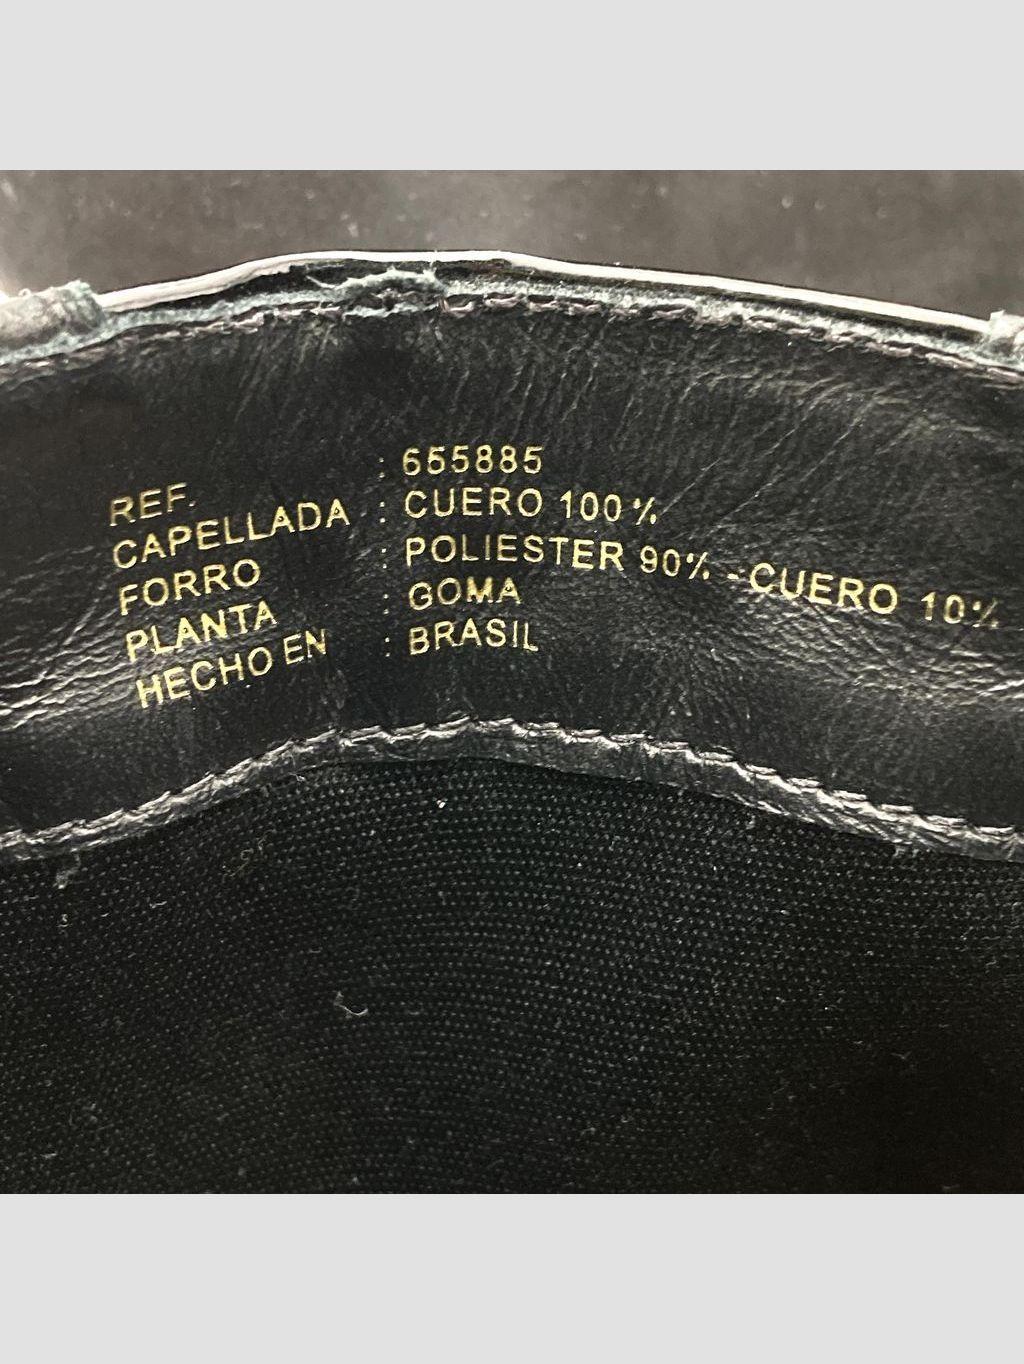 REF. : 655885
CAPELLADA : CUERO 100%
FORRO : POLIESTER 90% - CUERO 10%
PLANTA : GOMA
HECHO EN : BRASIL